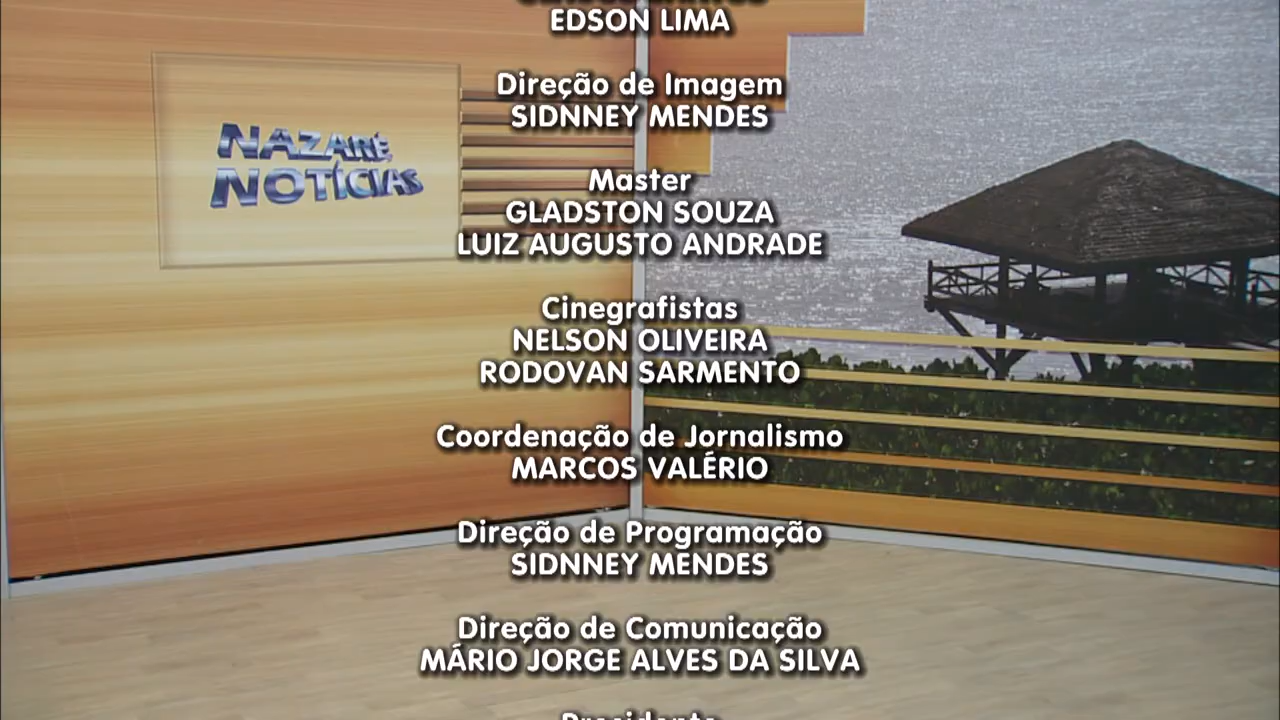 EDSON LIMA
Direção de Imagem
SIDNNEY MENDES
Master
GLADSTON SOUZA
LUIZ AUGUSTO ANDRADE
Cinegrafistas
NELSON OLIVEIRA
RODOVAN SARMENTO
Coordenação de Jornalismo
MARCOS VALÉRIO
Direção de Programação
SIDNNEY MENDES
Direção de Comunicação
MÁRIO JORGE ALVES DA SILVA
Presidente
NAZARÉ
NOTÍCIAS